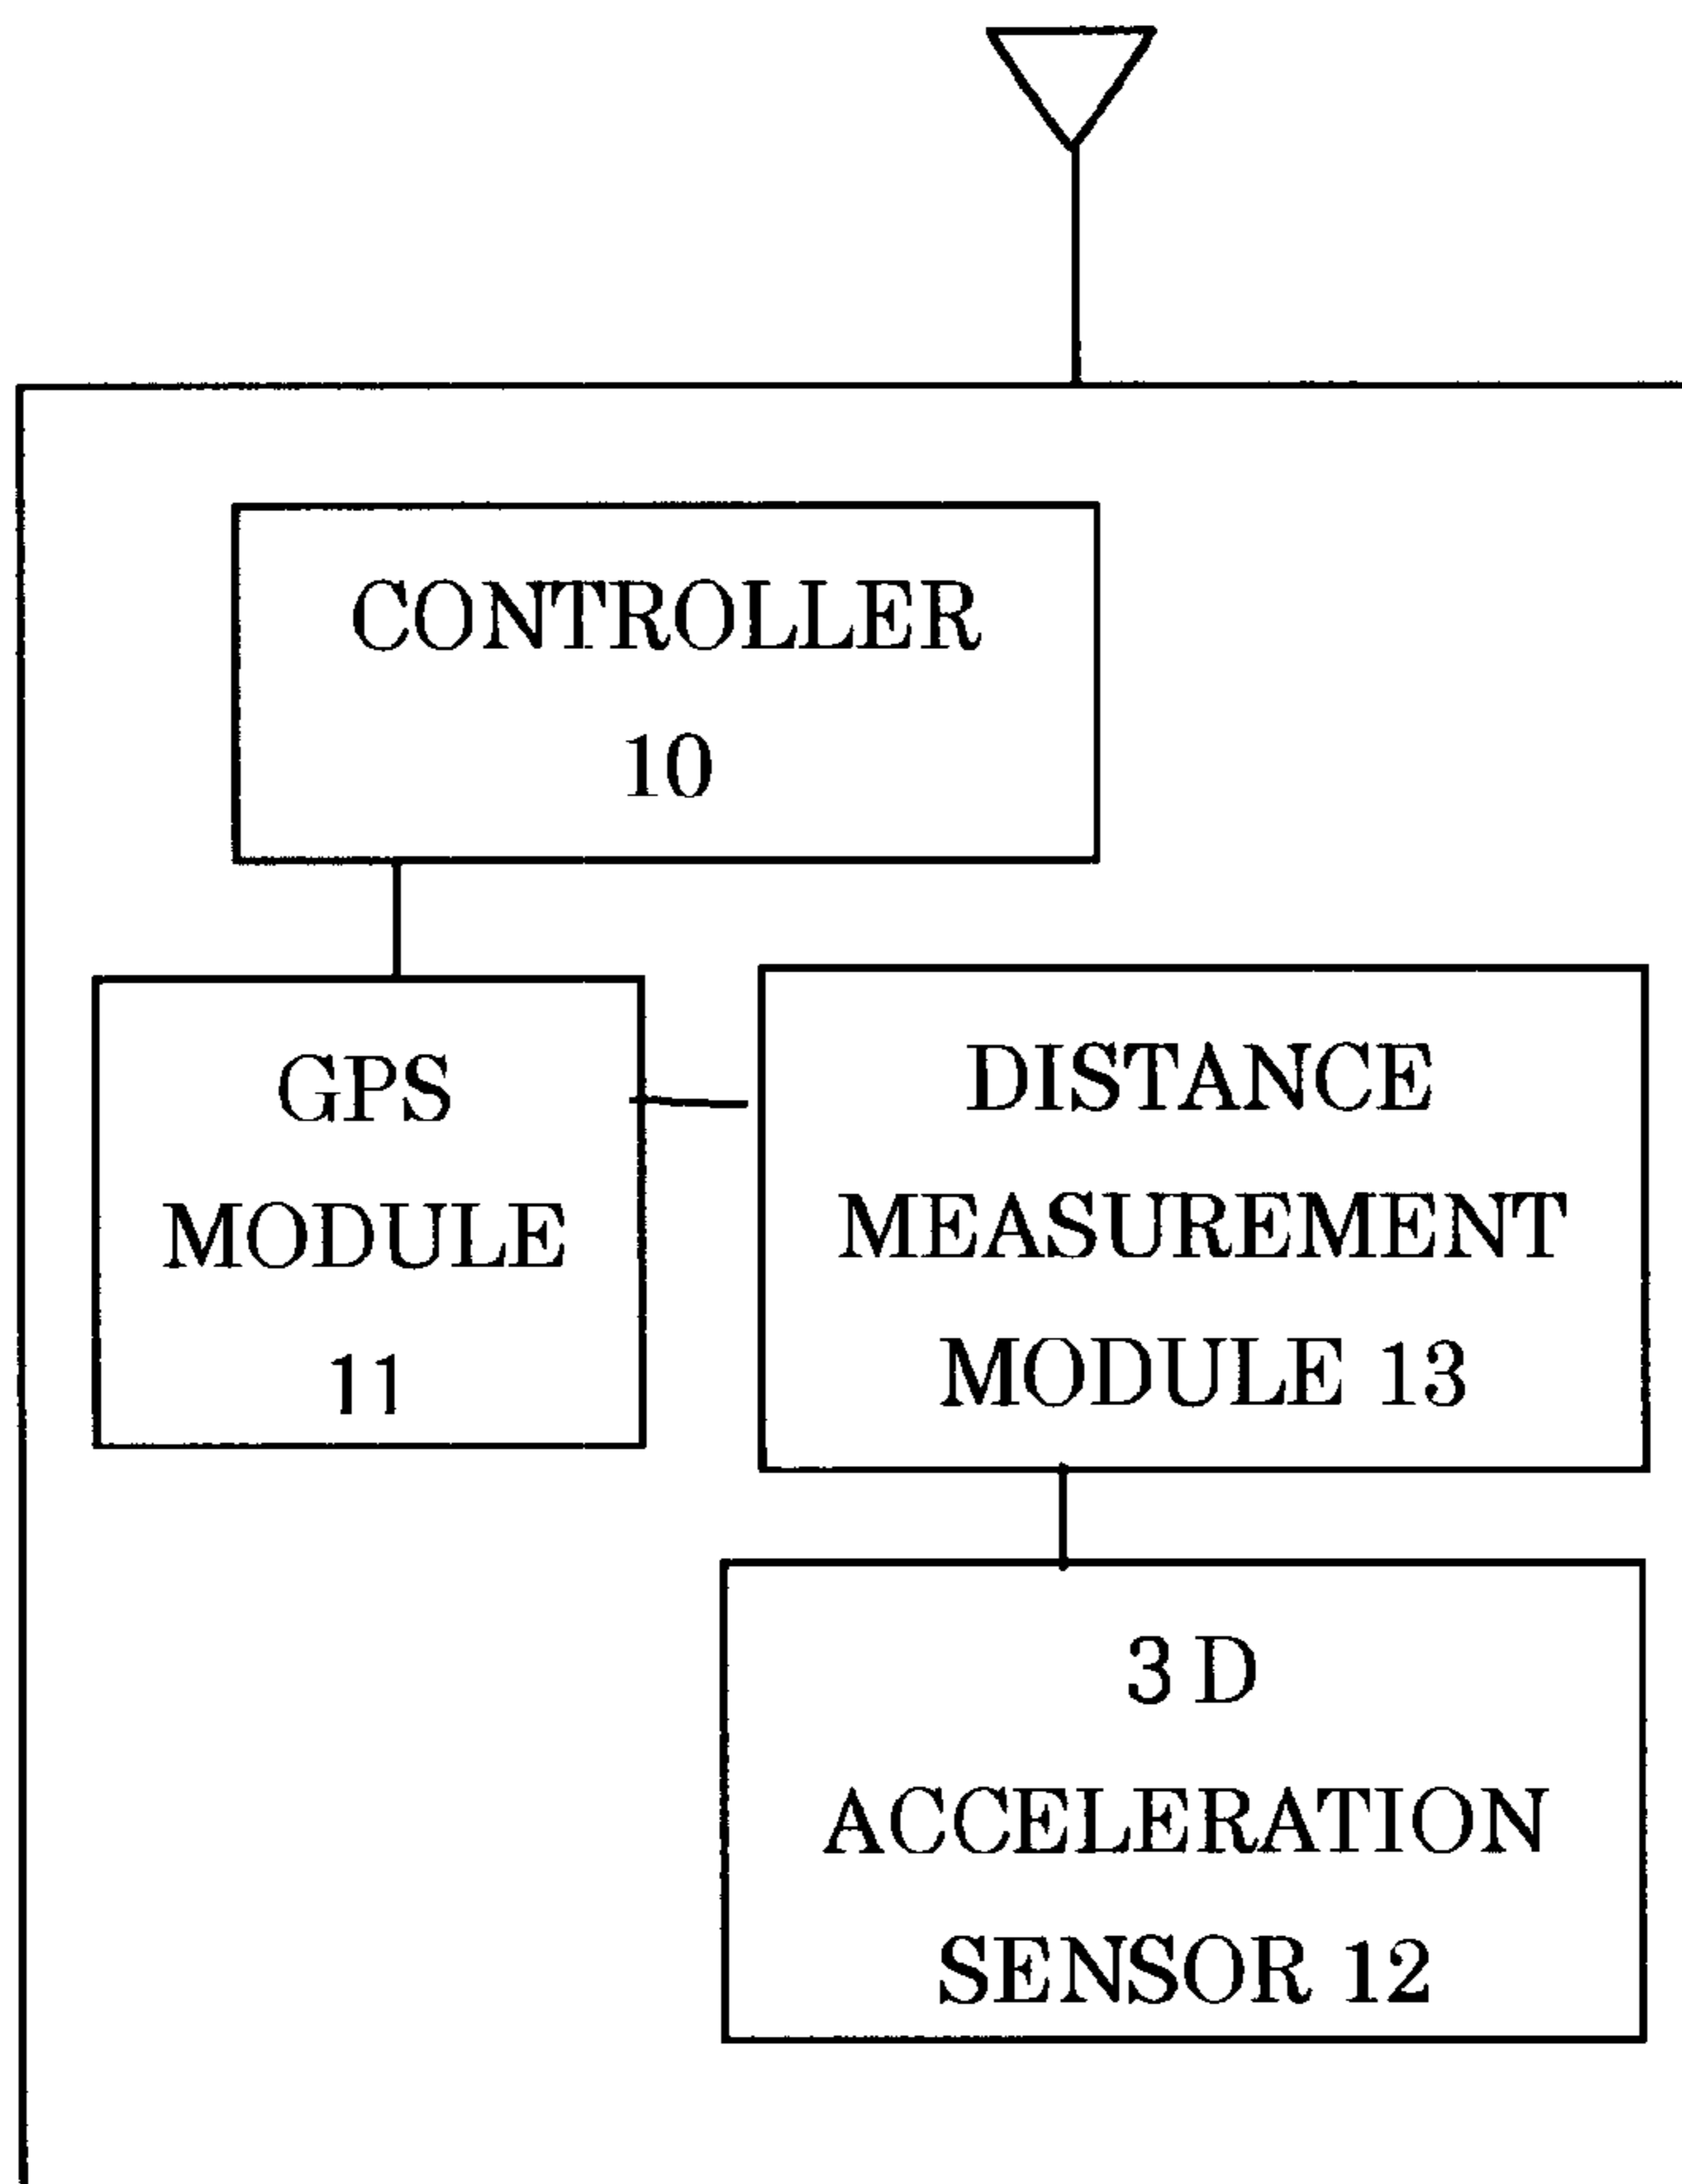 CONTROLLER
10
GPS
MODULE
11
DISTANCE
MEASUREMENT
MODULE 13
3 D
ACCELERATION
SENSOR 12